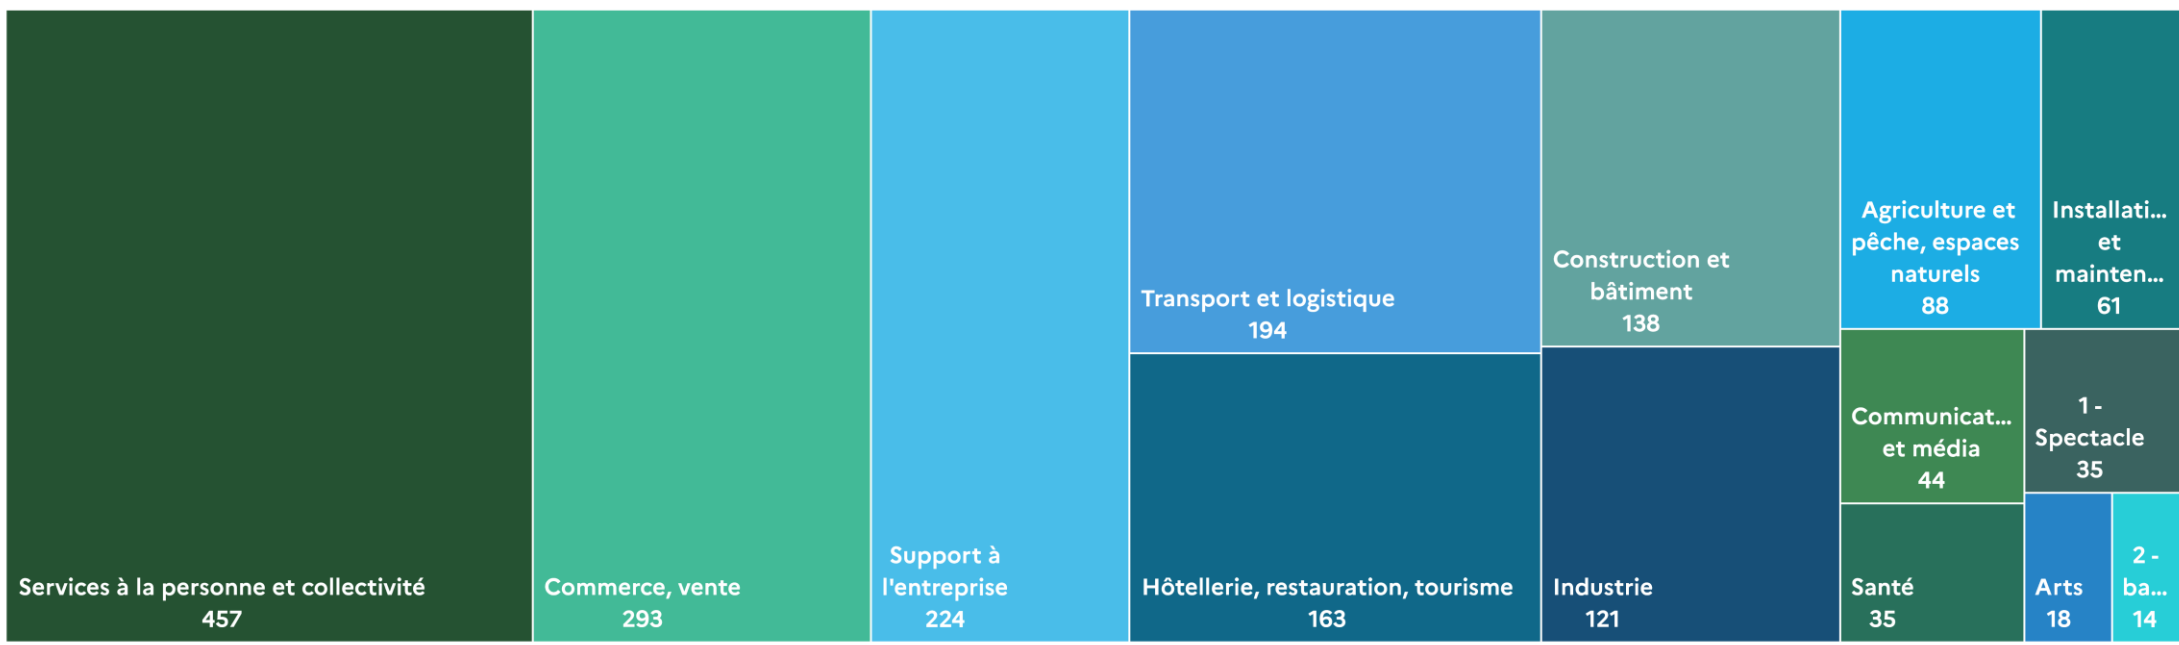 Services à la personne et collectivité
457
Commerce, vente
293
Support à
l'entreprise
224
Transport et logistique
194
Hôtellerie, restauration, tourisme
163
Construction et
bâtiment
138
Industrie
121
Agriculture et
pêche, espaces
naturels
88
Installati...
et
mainten...
61
Communicat...
et média
44
Santé
35
1 -
Spectacle
35
Arts
18
2 -
ba...
14